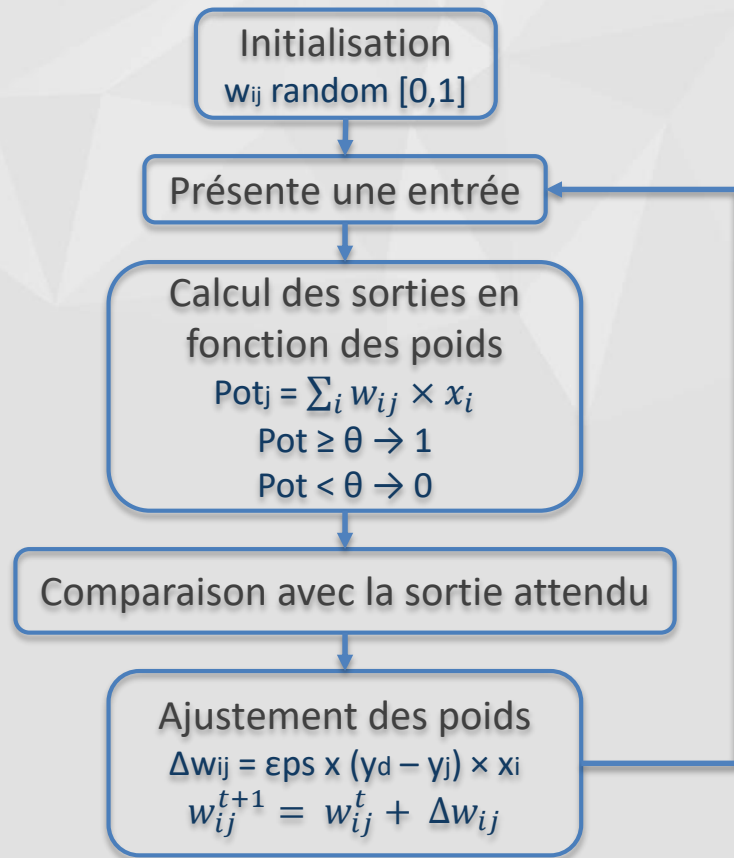 Initialisation
wij random [0,1]
Présente une entrée
Calcul des sorties en
fonction des poids
Potj = ∑i wij × xi
Pot ≥ θ → 1
Pot < θ → 0
Comparaison avec la sortie attendu
Ajustement des poids
Δwij = εps x (yd – yj) × xi
wij^t+1 = wij^t + Δwij